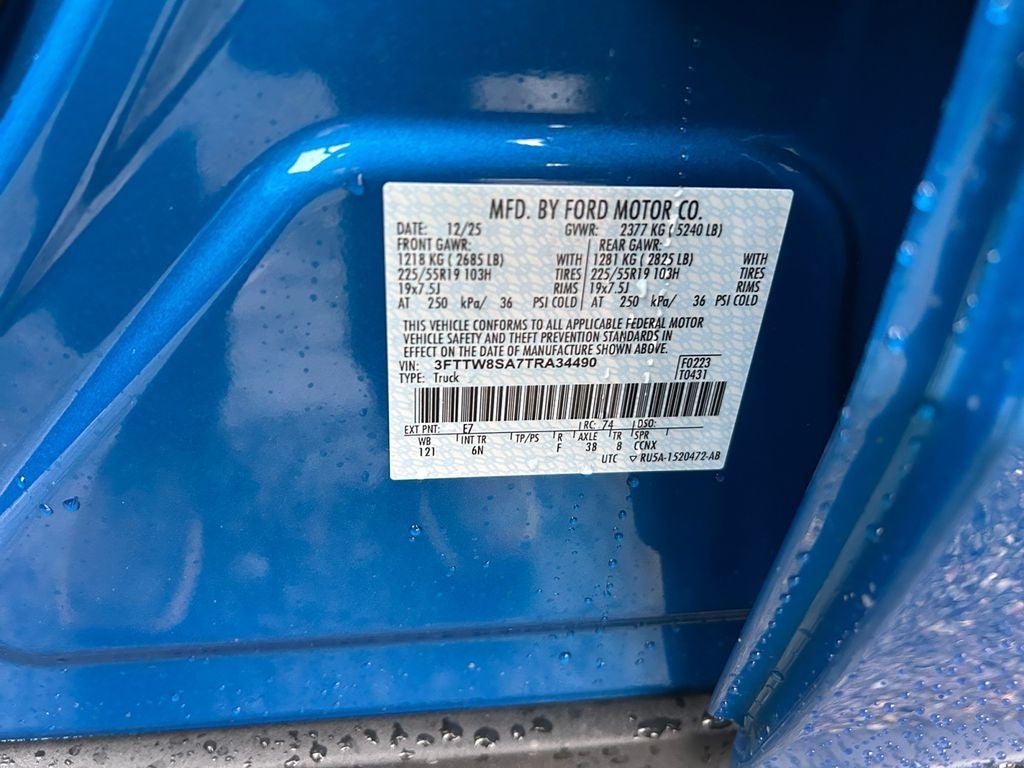 MFD. BY FORD MOTOR CO.
DATE: 12/25 GVWR: 2377 KG ( 5240 LB)
FRONT GAWR: REAR GAWR:
1218 KG ( 2685 LB) WITH 1281 KG ( 2825 LB) WITH
225/55R19 103H TIRES 225/55R19 103H TIRES
19x7.5J RIMS 19x7.5J RIMS
AT 250 kPa/ 36 PSI COLD AT 250 kPa/ 36 PSI COLD
THIS VEHICLE CONFORMS TO ALL APPLICABLE FEDERAL MOTOR
VEHICLE SAFETY AND THEFT PREVENTION STANDARDS IN
EFFECT ON THE DATE OF MANUFACTURE SHOWN ABOVE.
VIN: 3FTTW8SA7TRA34490 F0223
TYPE: Truck T0431
EXT PNT: E7 RC: 74 DSO:
WB INT TR TP/PS R AXLE TR SPR
121 6N F 3B 8 CCNX
UTC ▽ RU5A-1520472-AB